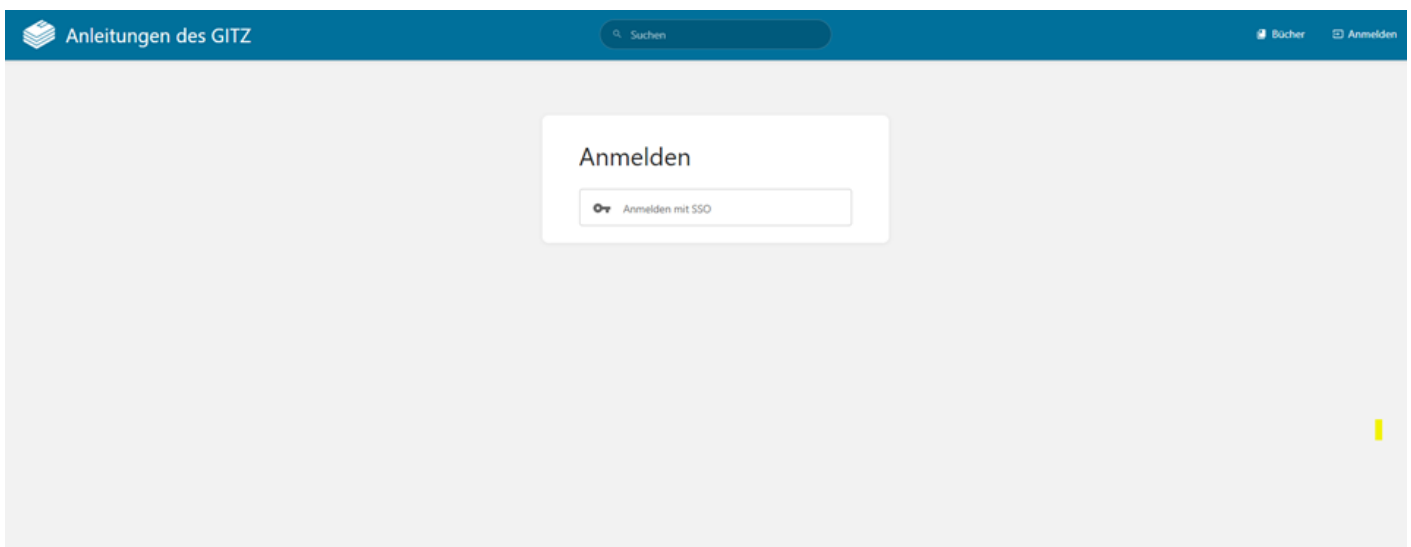 Anleitungen des GITZ
Suchen
Bücher
Anmelden
Anmelden
Anmelden mit SSO